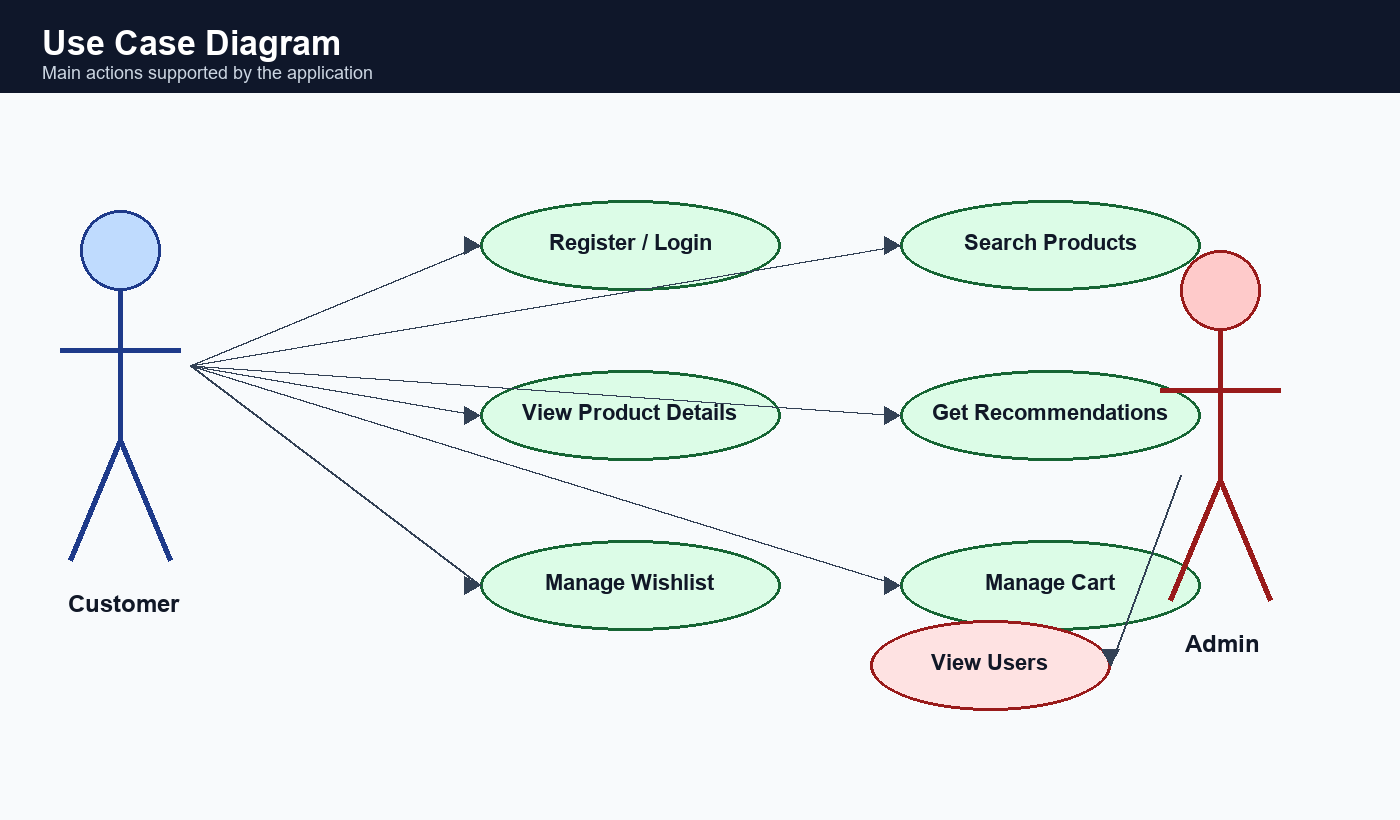 Use Case Diagram
Main actions supported by the application
Register / Login
Search Products
View Product Details
Get Recommendations
Manage Wishlist
Manage Cart
Customer
Admin
View Users